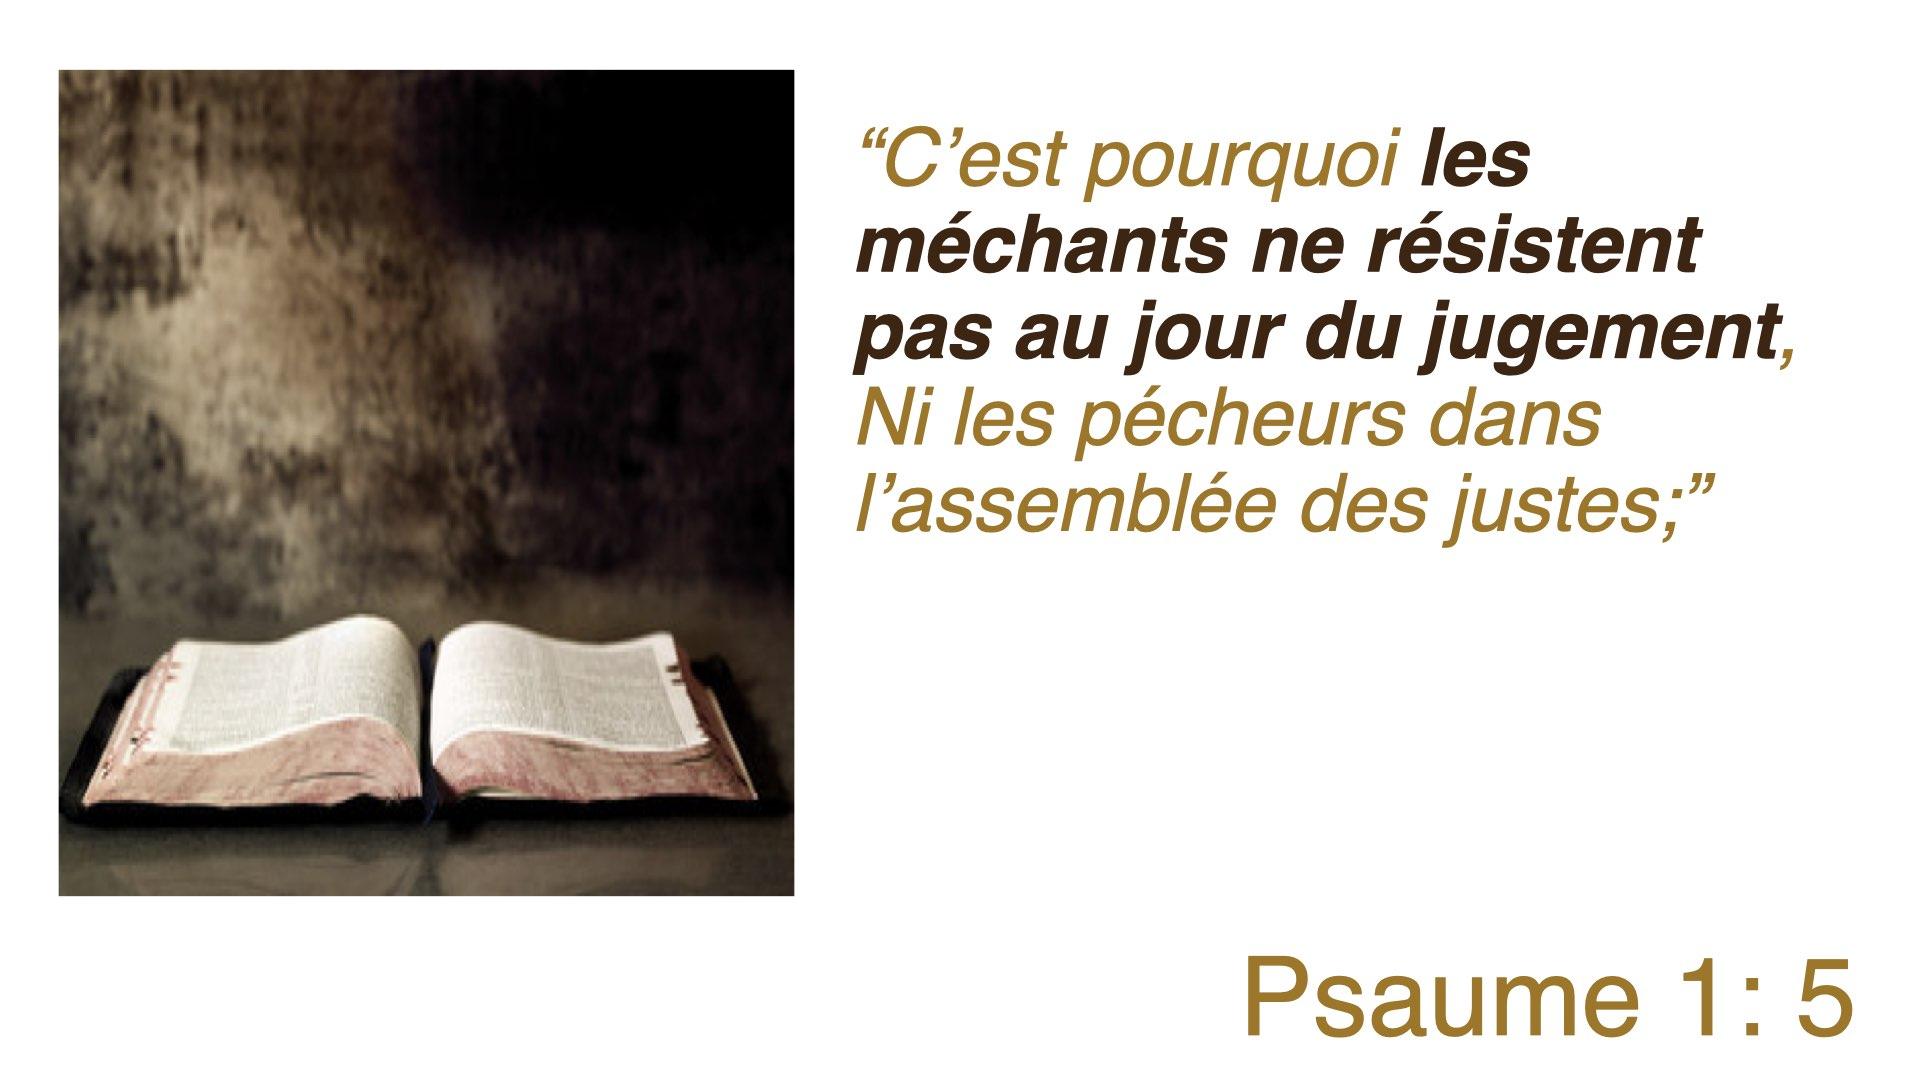 “C’est pourquoi les
méchants ne résistent
pas au jour du jugement,
Ni les pécheurs dans
l’assemblée des justes;”
Psaume 1: 5